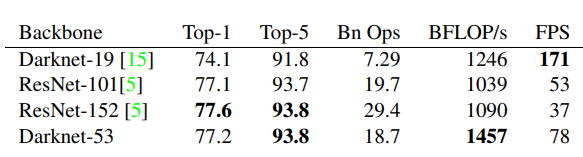 Backbone Top-1 Top-5 Bn Ops BFLOP/s FPS
Darknet-19 [15] 74.1 91.8 7.29 1246 171
ResNet-101[5] 77.1 93.7 19.7 1039 53
ResNet-152 [5] 77.6 93.8 29.4 1090 37
Darknet-53 77.2 93.8 18.7 1457 78